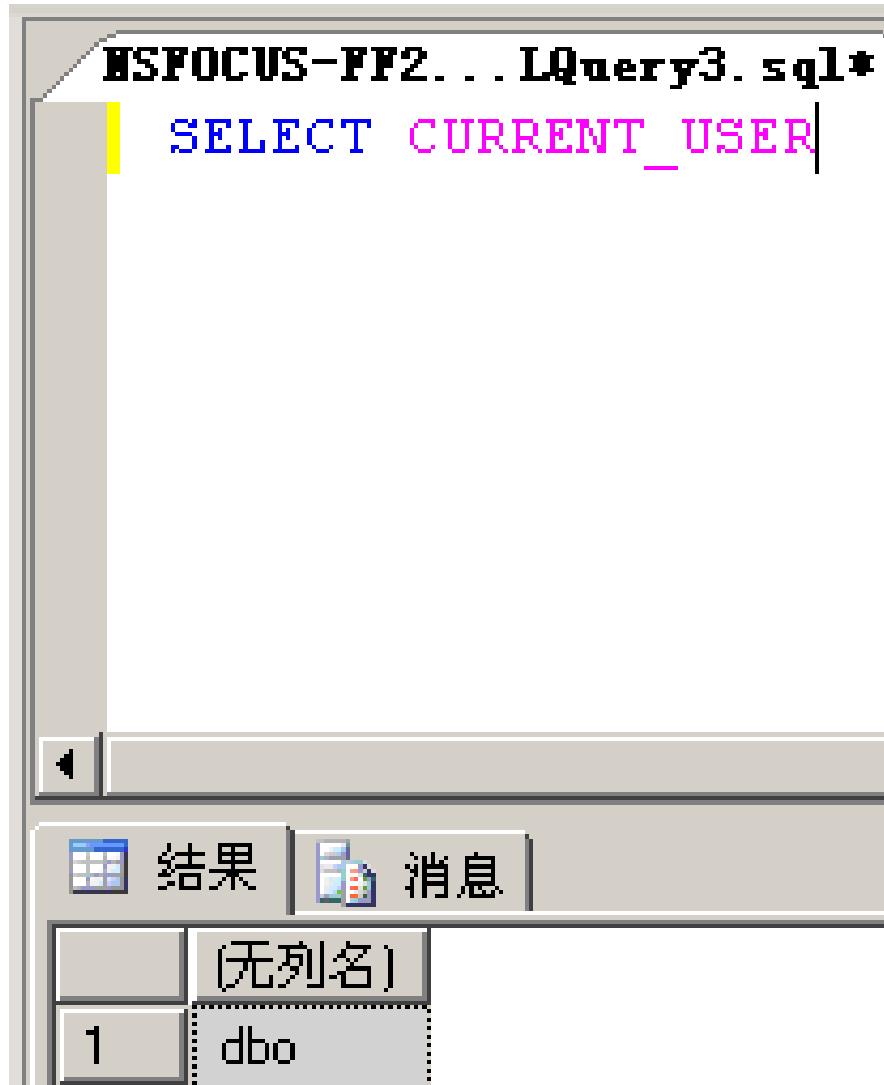 NSFOCUS-FF2...LQuery3.sql*
SELECT CURRENT_USER
结果 消息
(无列名)
1 dbo